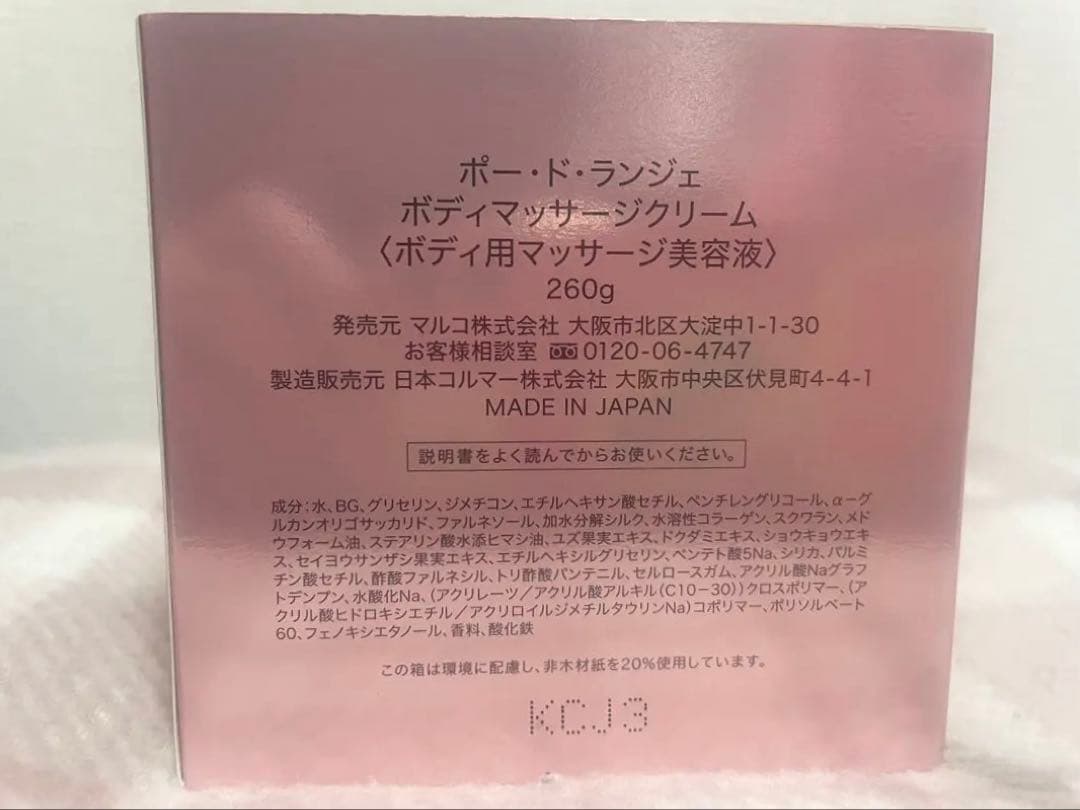 ポー・ド・ランジェ
ボディマッサージクリーム
〈ボディ用マッサージ美容液〉
260g
発売元 マルコ株式会社 大阪市北区大淀中1-1-30
お客様相談室 0120-06-4747
製造販売元 日本コルマー株式会社 大阪市中央区伏見町4-4-1
MADE IN JAPAN
説明書をよく読んでからお使いください。
成分：水、BG、グリセリン、ジメチコン、エチルヘキサン酸セチル、ペンチレングリコール、α－グ
ルカンオリゴサッカリド、ファルネソール、加水分解シルク、水溶性コラーゲン、スクワラン、メド
ウフォーム油、ステアリン酸水添ヒマシ油、ユズ果実エキス、ドクダミエキス、ショウキョウエキ
ス、セイヨウサンザシ果実エキス、エチルヘキシルグリセリン、ペンテト酸5Na、シリカ、パルミ
チン酸セチル、酢酸ファルネシル、トリ酢酸パンテニル、セルロースガム、アクリル酸Naグラフ
トデンプン、水酸化Na、（アクリレーツ／アクリル酸アルキル（C10－30））クロスポリマー、（ア
クリル酸ヒドロキシエチル／アクリロイルジメチルタウリンNa）コポリマー、ポリソルベート
60、フェノキシエタノール、香料、酸化鉄
この箱は環境に配慮し、非木材紙を20%使用しています。
KCJ3